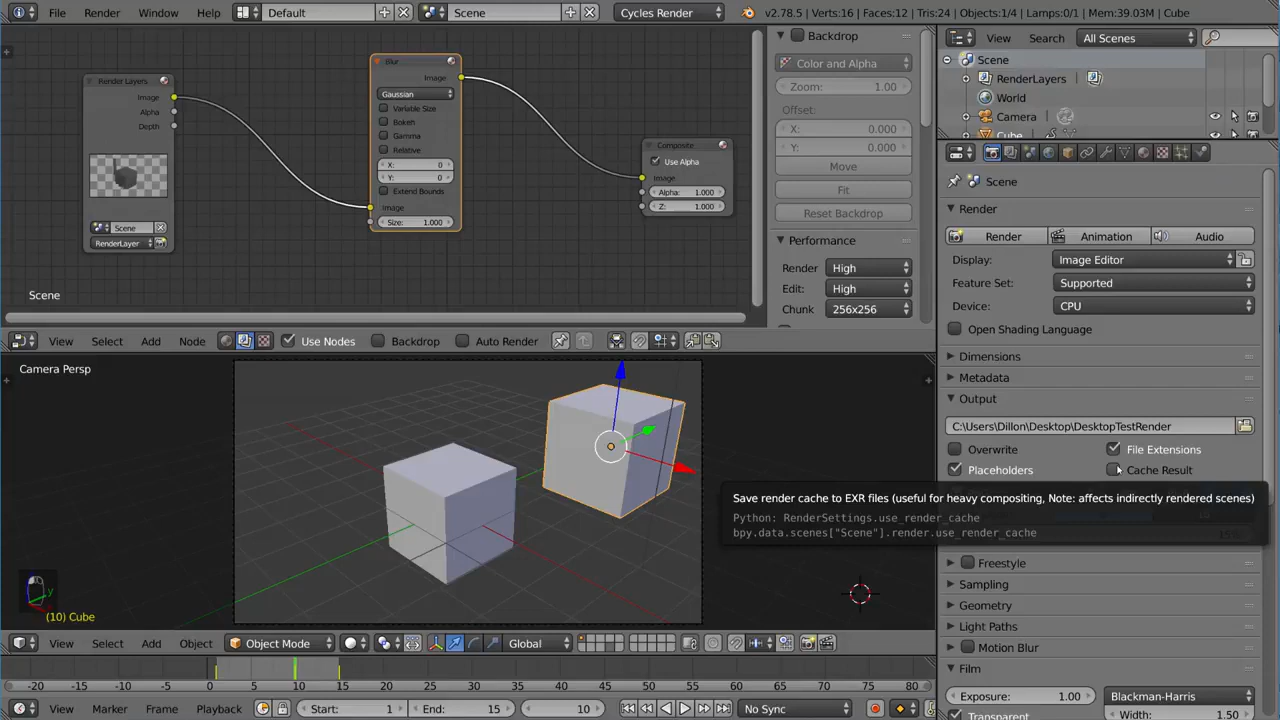 File Render Window Help Default Scene Cycles Render v2.78.5 | Verts:16 | Faces:12 | Tris:24 | Objects:1/4 | Lamps:0/1 | Mem:39.03M | Cube
Render Layers
Image
Alpha
Depth
Scene
RenderLayer
Blur
Image
Gaussian
Variable Size
Bokeh
Gamma
Relative
X: 0
Y: 0
Extend Bounds
Image
Size: 1.000
Composite
Use Alpha
Image
Alpha: 1.000
Z: 1.000
Scene
Backdrop
Color and Alpha
Zoom: 1.00
Offset:
X: 0.000
Y: 0.000
Move
Fit
Reset Backdrop
Performance
Render High
Edit: High
Chunk 256x256
View Select Add Node Use Nodes Backdrop Auto Render
View Search All Scenes
Scene
RenderLayers
World
Camera
Cube
Scene
Render
Render Animation Audio
Display: Image Editor
Feature Set: Supported
Device: CPU
Open Shading Language
Dimensions
Metadata
Output
C:\Users\Dillon\Desktop\DesktopTestRender
Overwrite File Extensions
Placeholders Cache Result
Save render cache to EXR files (useful for heavy compositing, Note: affects indirectly rendered scenes)
Python: RenderSettings.use_render_cache
bpy.data.scenes["Scene"].render.use_render_cache
Freestyle
Sampling
Geometry
Light Paths
Motion Blur
Film
Exposure: 1.00 Blackman-Harris
Transparent Width: 1.50
Camera Persp
y
(10) Cube
View Select Add Object Object Mode Global
-20 -15 -10 -5 0 5 10 15 20 25 30 35 40 45 50 55 60 65 70 75 80
View Marker Frame Playback Start: 1 End: 15 10 No Sync